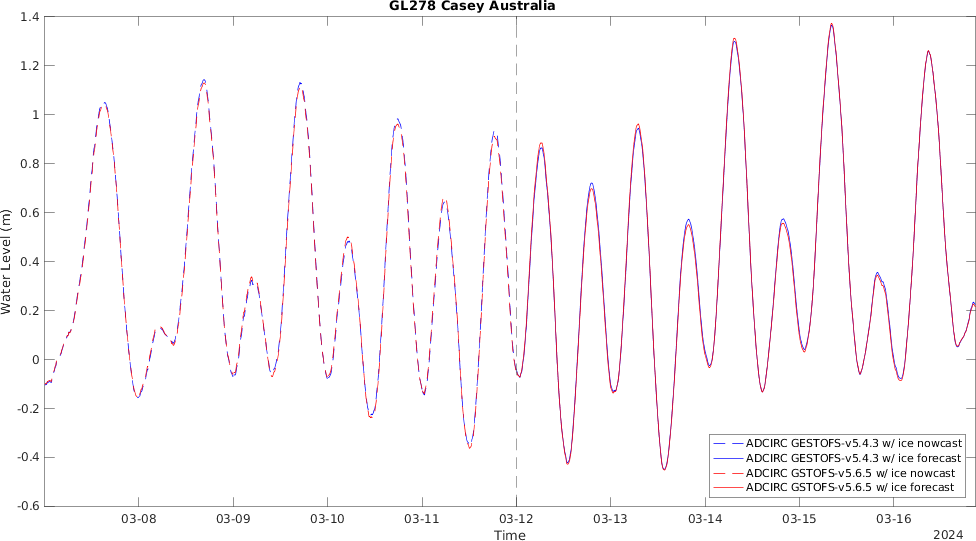 GL278 Casey Australia
1.4
1.2
1
0.8
0.6
0.4
0.2
0
-0.2
-0.4
-0.6
Water Level (m)
ADCIRC GESTOFS-v5.4.3 w/ ice nowcast
ADCIRC GESTOFS-v5.4.3 w/ ice forecast
ADCIRC GSTOFS-v5.6.5 w/ ice nowcast
ADCIRC GSTOFS-v5.6.5 w/ ice forecast
03-08 03-09 03-10 03-11 03-12 03-13 03-14 03-15 03-16
Time
2024